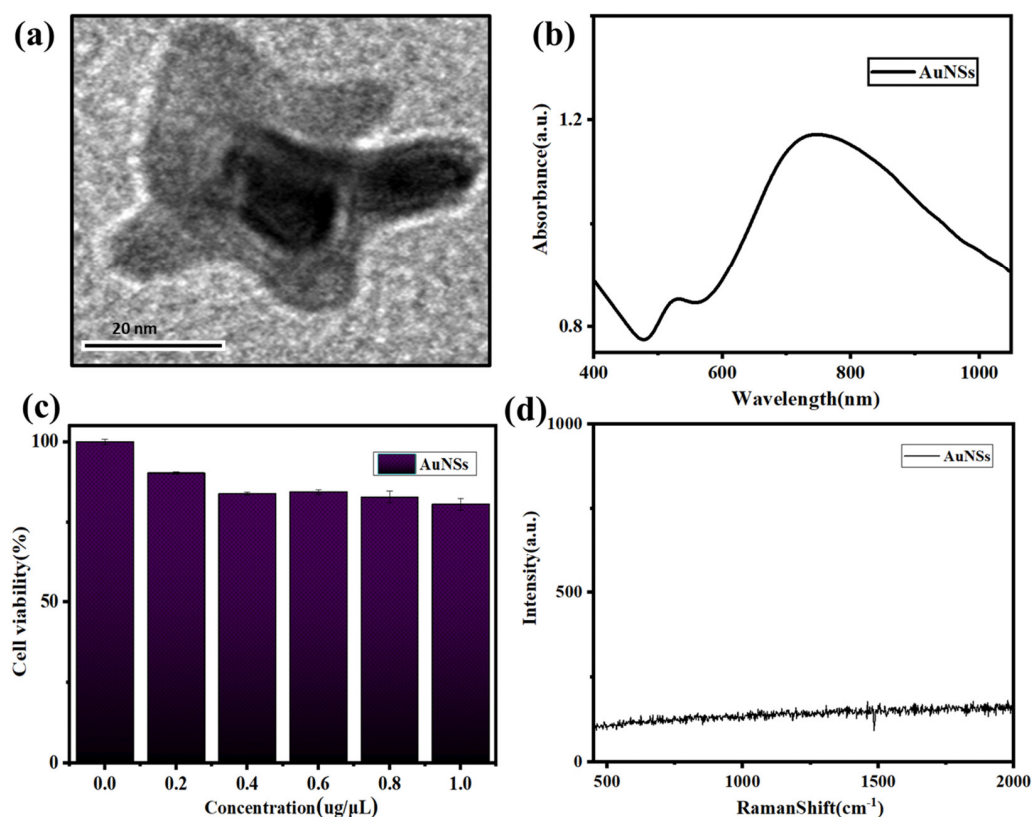 (a)
20 nm
(b)
AuNSs
1.2
0.8
Absorbance(a.u.)
400 600 800 1000
Wavelength(nm)
(c)
AuNSs
100
50
0
Cell viability(%)
0.0 0.2 0.4 0.6 0.8 1.0
Concentration(ug/μL)
(d)
AuNSs
1000
500
0
Intensity(a.u.)
500 1000 1500 2000
RamanShift(cm-1)